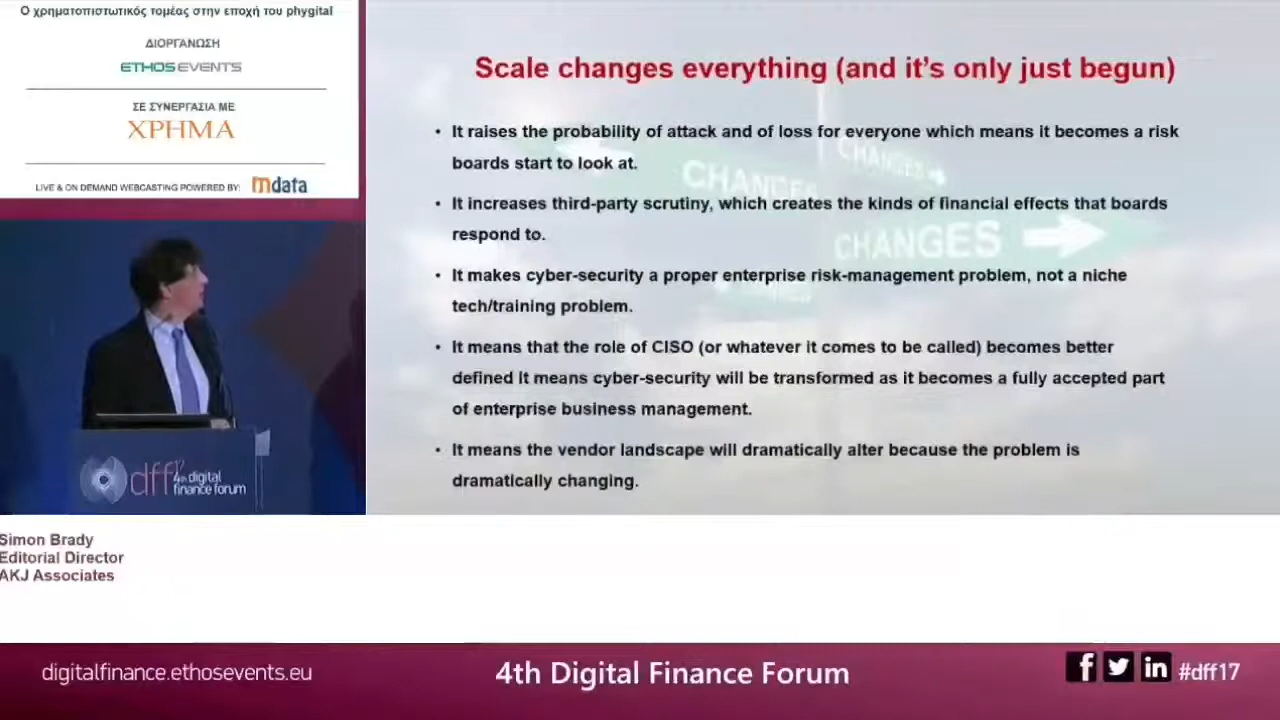 Ο χρηματοπιστωτικός τομέας στην εποχή του phygital
ΔΙΟΡΓΑΝΩΣΗ
ETHOSEVENTS
ΣΕ ΣΥΝΕΡΓΑΣΙΑ ΜΕ
ΧΡΗΜΑ
LIVE & ON DEMAND WEBCASTING POWERED BY:
mdata
Scale changes everything (and it's only just begun)
• It raises the probability of attack and of loss for everyone which means it becomes a risk
boards start to look at.
• It increases third-party scrutiny, which creates the kinds of financial effects that boards
respond to.
• It makes cyber-security a proper enterprise risk-management problem, not a niche
tech/training problem.
• It means that the role of CISO (or whatever it comes to be called) becomes better
defined It means cyber-security will be transformed as it becomes a fully accepted part
of enterprise business management.
• It means the vendor landscape will dramatically alter because the problem is
dramatically changing.
CHANGES
CHANGES
CHANGES
dff17
4th digital
finance forum
Simon Brady
Editorial Director
AKJ Associates
digitalfinance.ethosevents.eu
4th Digital Finance Forum
f
in
#dff17